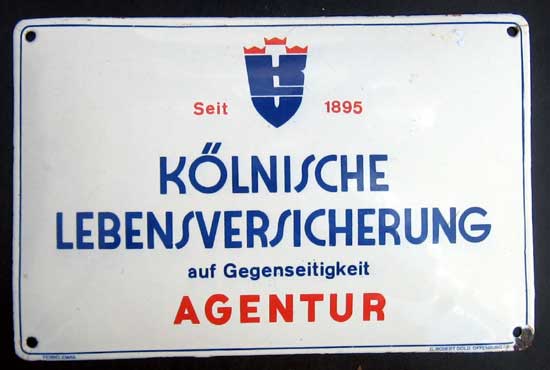 Seit 1895
KÖLNISCHE
LEBENSVERSICHERUNG
auf Gegenseitigkeit
AGENTUR